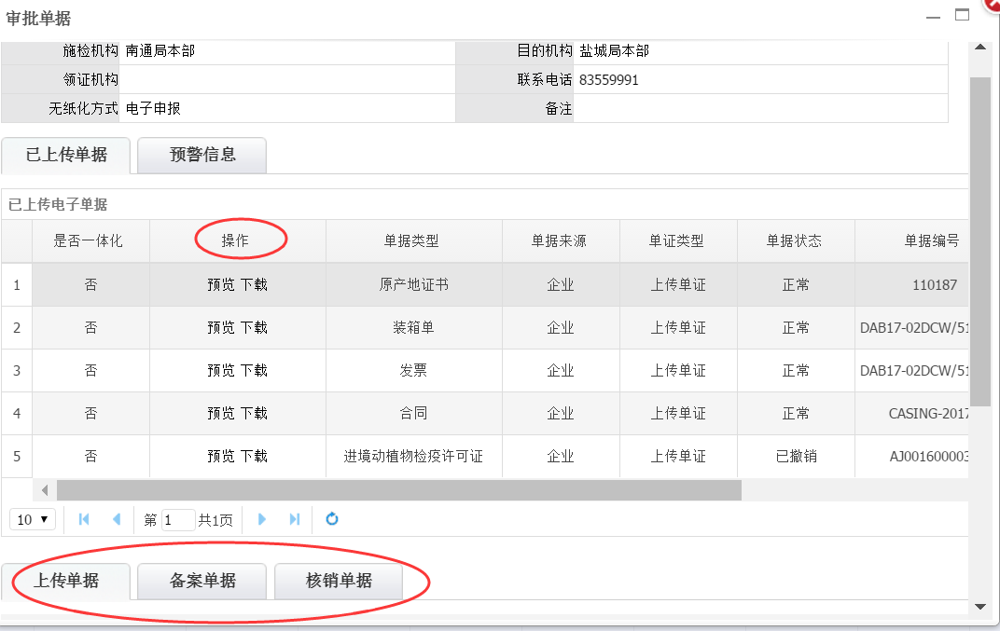 审批单据
施检机构 南通局本部 目的机构 盐城局本部
领证机构 联系电话 83559991
无纸化方式 电子申报 备注
已上传单据 预警信息
已上传电子单据
是否一体化 操作 单据类型 单据来源 单证类型 单据状态 单据编号
1 否 预览 下载 原产地证书 企业 上传单证 正常 110187
2 否 预览 下载 装箱单 企业 上传单证 正常 DAB17-02DCW/51
3 否 预览 下载 发票 企业 上传单证 正常 DAB17-02DCW/51
4 否 预览 下载 合同 企业 上传单证 正常 CASING-2017
5 否 预览 下载 进境动植物检疫许可证 企业 上传单证 已撤销 AJ001600003
10 第 1 共1页
上传单据 备案单据 核销单据